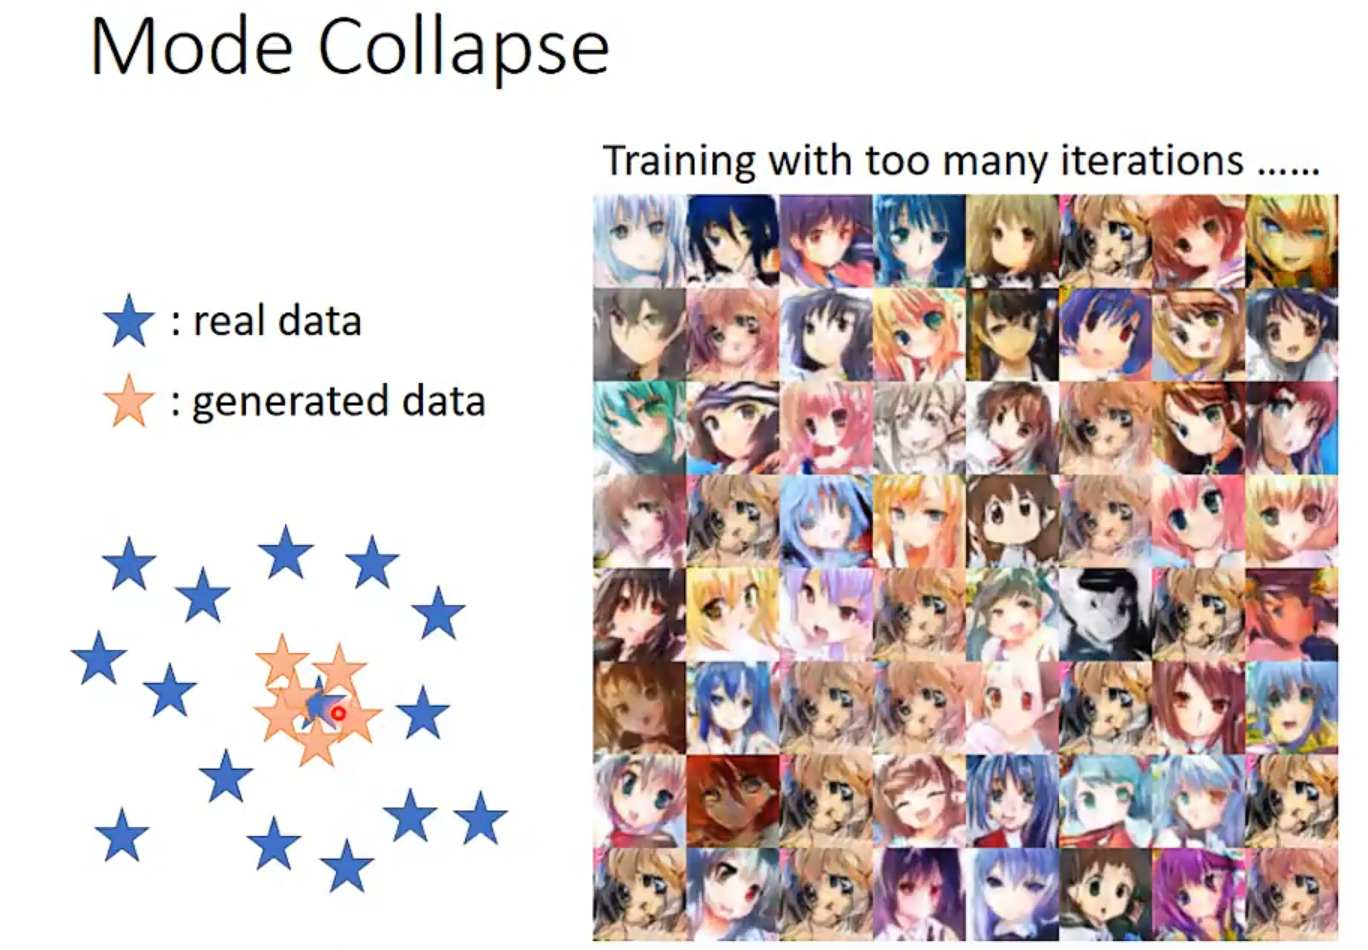 Mode Collapse
Training with too many iterations ……
: real data
: generated data